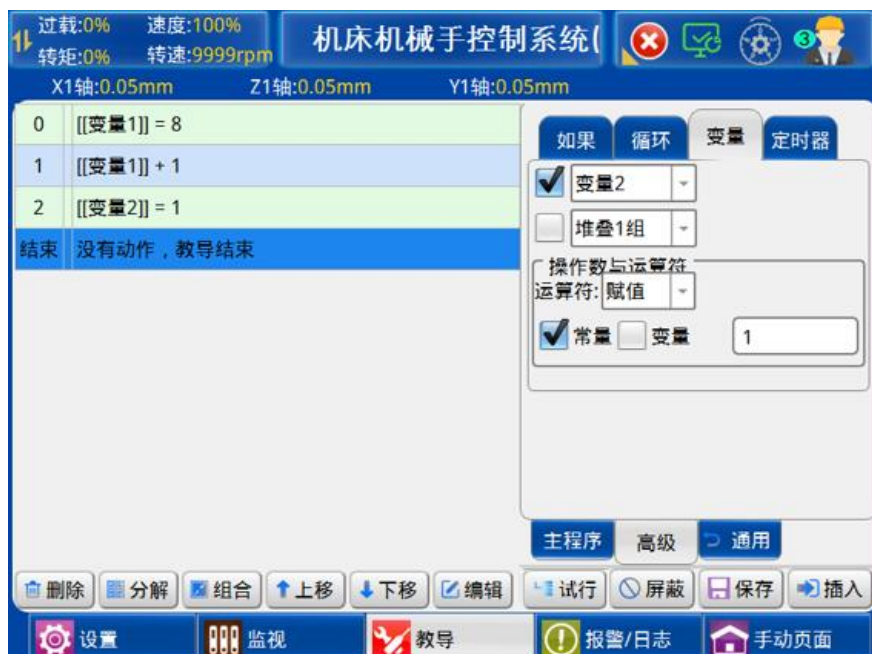 过载:0% 速度:100%
转矩:0% 转速:9999rpm
机床机械手控制系统(
3
X1轴:0.05mm Z1轴:0.05mm Y1轴:0.05mm
0 [[变量1]] = 8
1 [[变量1]] + 1
2 [[变量2]] = 1
结束 没有动作，教导结束
如果 循环 变量 定时器
变量2
堆叠1组
操作数与运算符
运算符: 赋值
常量 变量 1
主程序 高级 通用
删除 分解 组合 上移 下移 编辑 试行 屏蔽 保存 插入
设置 监视 教导 报警/日志 手动页面